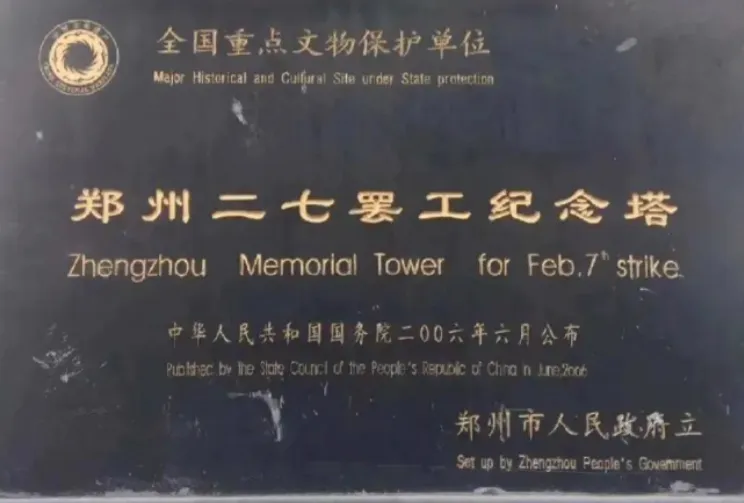 全国重点文物保护单位
Major Historical and Cultural Site under State protection
郑州二七罢工纪念塔
Zhengzhou Memorial Tower for Feb.7th strike
中华人民共和国国务院二〇〇六年六月公布
Published by the State Council of the People's Republic of China in June.2006
郑州市人民政府立
Set up by Zhengzhou People's Government